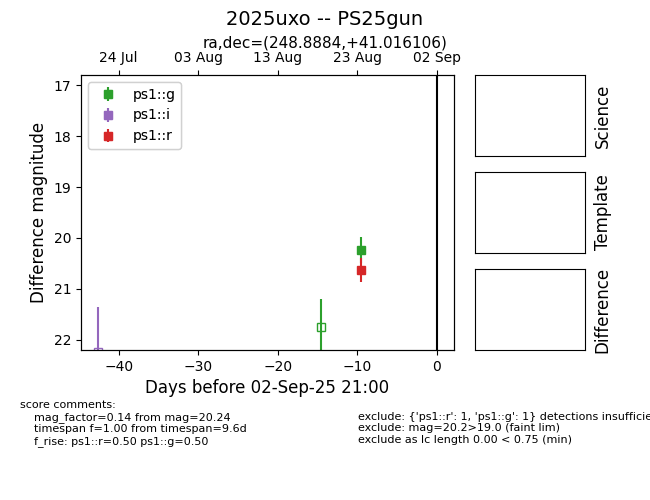 2025uxo -- PS25gun
ra,dec=(248.8884,+41.016106)
24 Jul 03 Aug 13 Aug 23 Aug 02 Sep
ps1::g
ps1::i
ps1::r
17
18
19
20
21
22
Difference magnitude
−40 −30 −20 −10 0
Days before 02-Sep-25 21:00
Science
Template
Difference
score comments:
mag_factor=0.14 from mag=20.24
timespan f=1.00 from timespan=9.6d
f_rise: ps1::r=0.50 ps1::g=0.50
exclude: {'ps1::r': 1, 'ps1::g': 1} detections insufficie
exclude: mag=20.2>19.0 (faint lim)
exclude as lc length 0.00 < 0.75 (min)